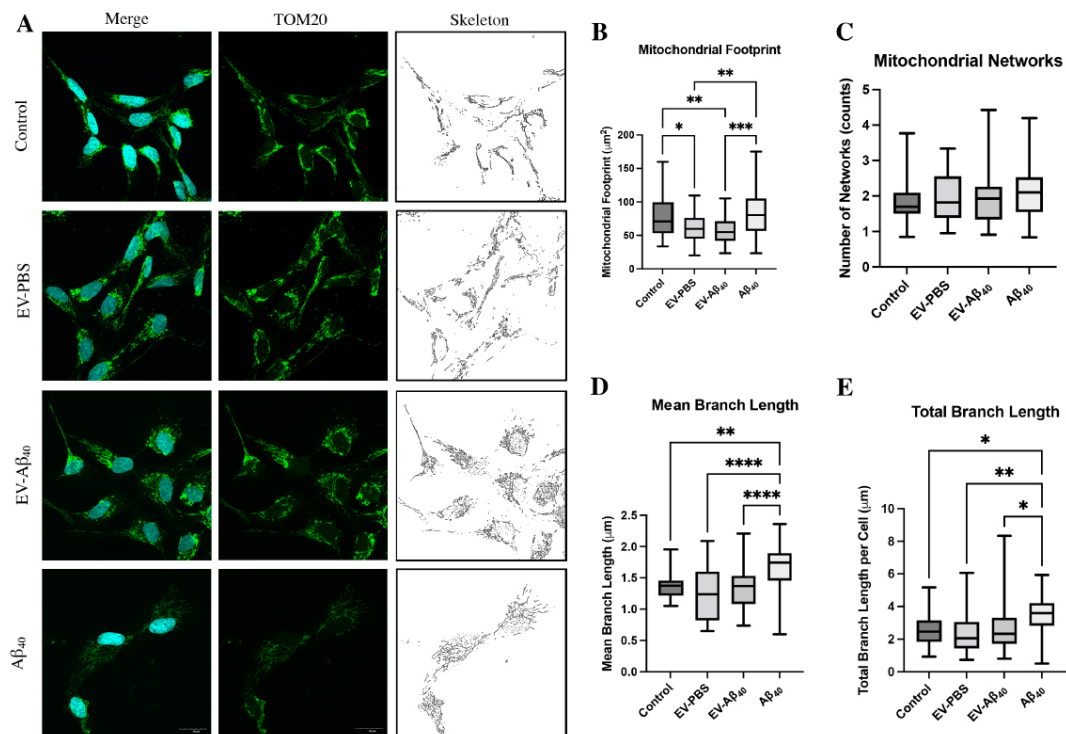 A
Merge TOM20 Skeleton
Control
EV-PBS
EV-Aβ₄₀
Aβ₄₀
B
Mitochondrial Footprint
**
**
* ***
Mitochondrial Footprint (μm²)
200
150
100
50
0
Control EV-PBS EV-Aβ₄₀ Aβ₄₀
C
Mitochondrial Networks
Number of Networks (counts)
5
4
3
2
1
0
Control EV-PBS EV-Aβ₄₀ Aβ₄₀
D
Mean Branch Length
**
****
****
Mean Branch Length (μm)
2.5
2.0
1.5
1.0
0.5
0.0
Control EV-PBS EV-Aβ₄₀ Aβ₄₀
E
Total Branch Length
*
**
*
Total Branch Length per Cell (μm)
10
8
6
4
2
0
Control EV-PBS EV-Aβ₄₀ Aβ₄₀